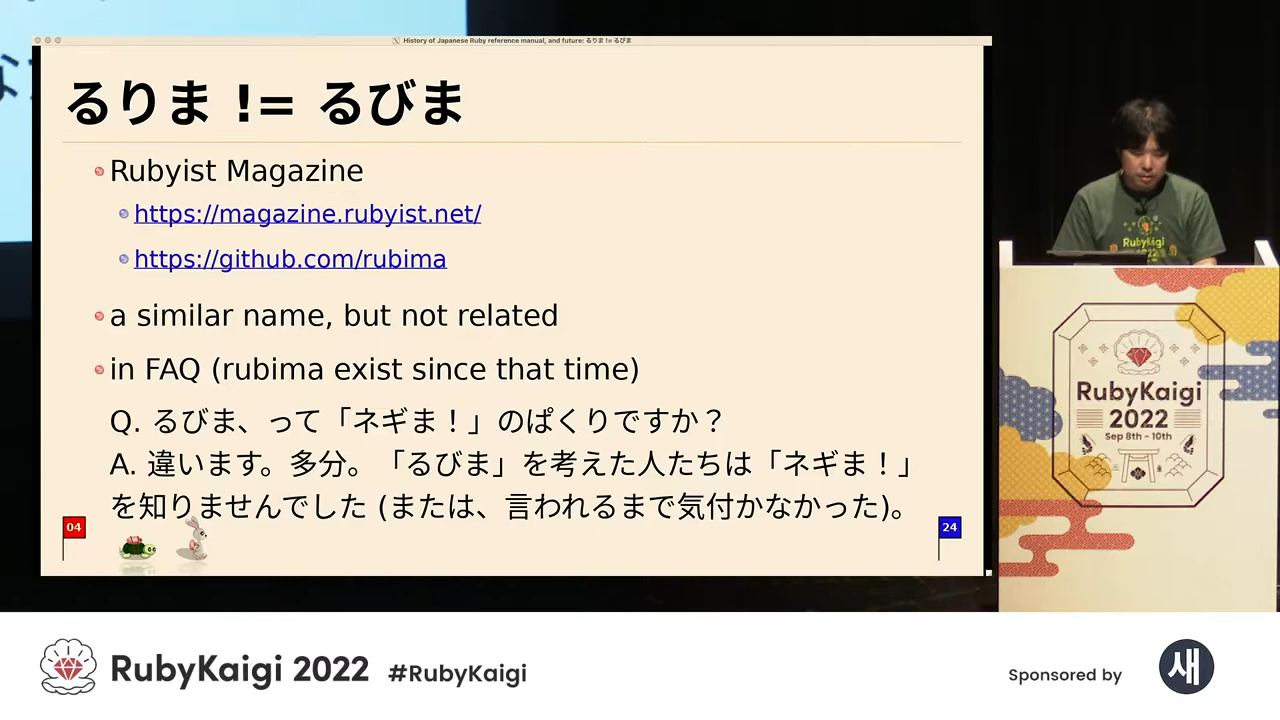 History of Japanese Ruby reference manual, and future: るりま != るびま
るりま != るびま
Rubyist Magazine
https://magazine.rubyist.net/
https://github.com/rubima
a similar name, but not related
in FAQ (rubima exist since that time)
Q. るびま、って「ネギま！」のぱくりですか？
A. 違います。多分。「るびま」を考えた人たちは「ネギま！」
を知りませんでした (または、言われるまで気付かなかった)。
04
24
RubyKaigi
2022
RubyKaigi
2022
Sep 8th - 10th
RubyKaigi 2022
#RubyKaigi
Sponsored by
새